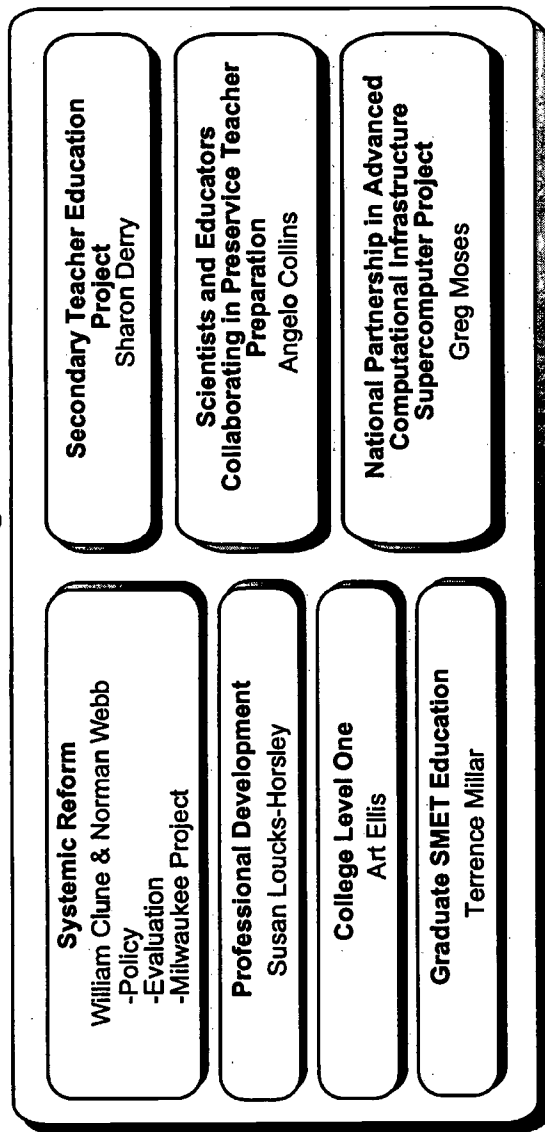 Systemic Reform
William Clune & Norman Webb
-Policy
-Evaluation
-Milwaukee Project
Professional Development
Susan Loucks-Horsley
College Level One
Art Ellis
Graduate SMET Education
Terrence Millar
Secondary Teacher Education
Project
Sharon Derry
Scientists and Educators
Collaborating in Preservice Teacher
Preparation
Angelo Collins
National Partnership in Advanced
Computational Infrastructure
Supercomputer Project
Greg Moses